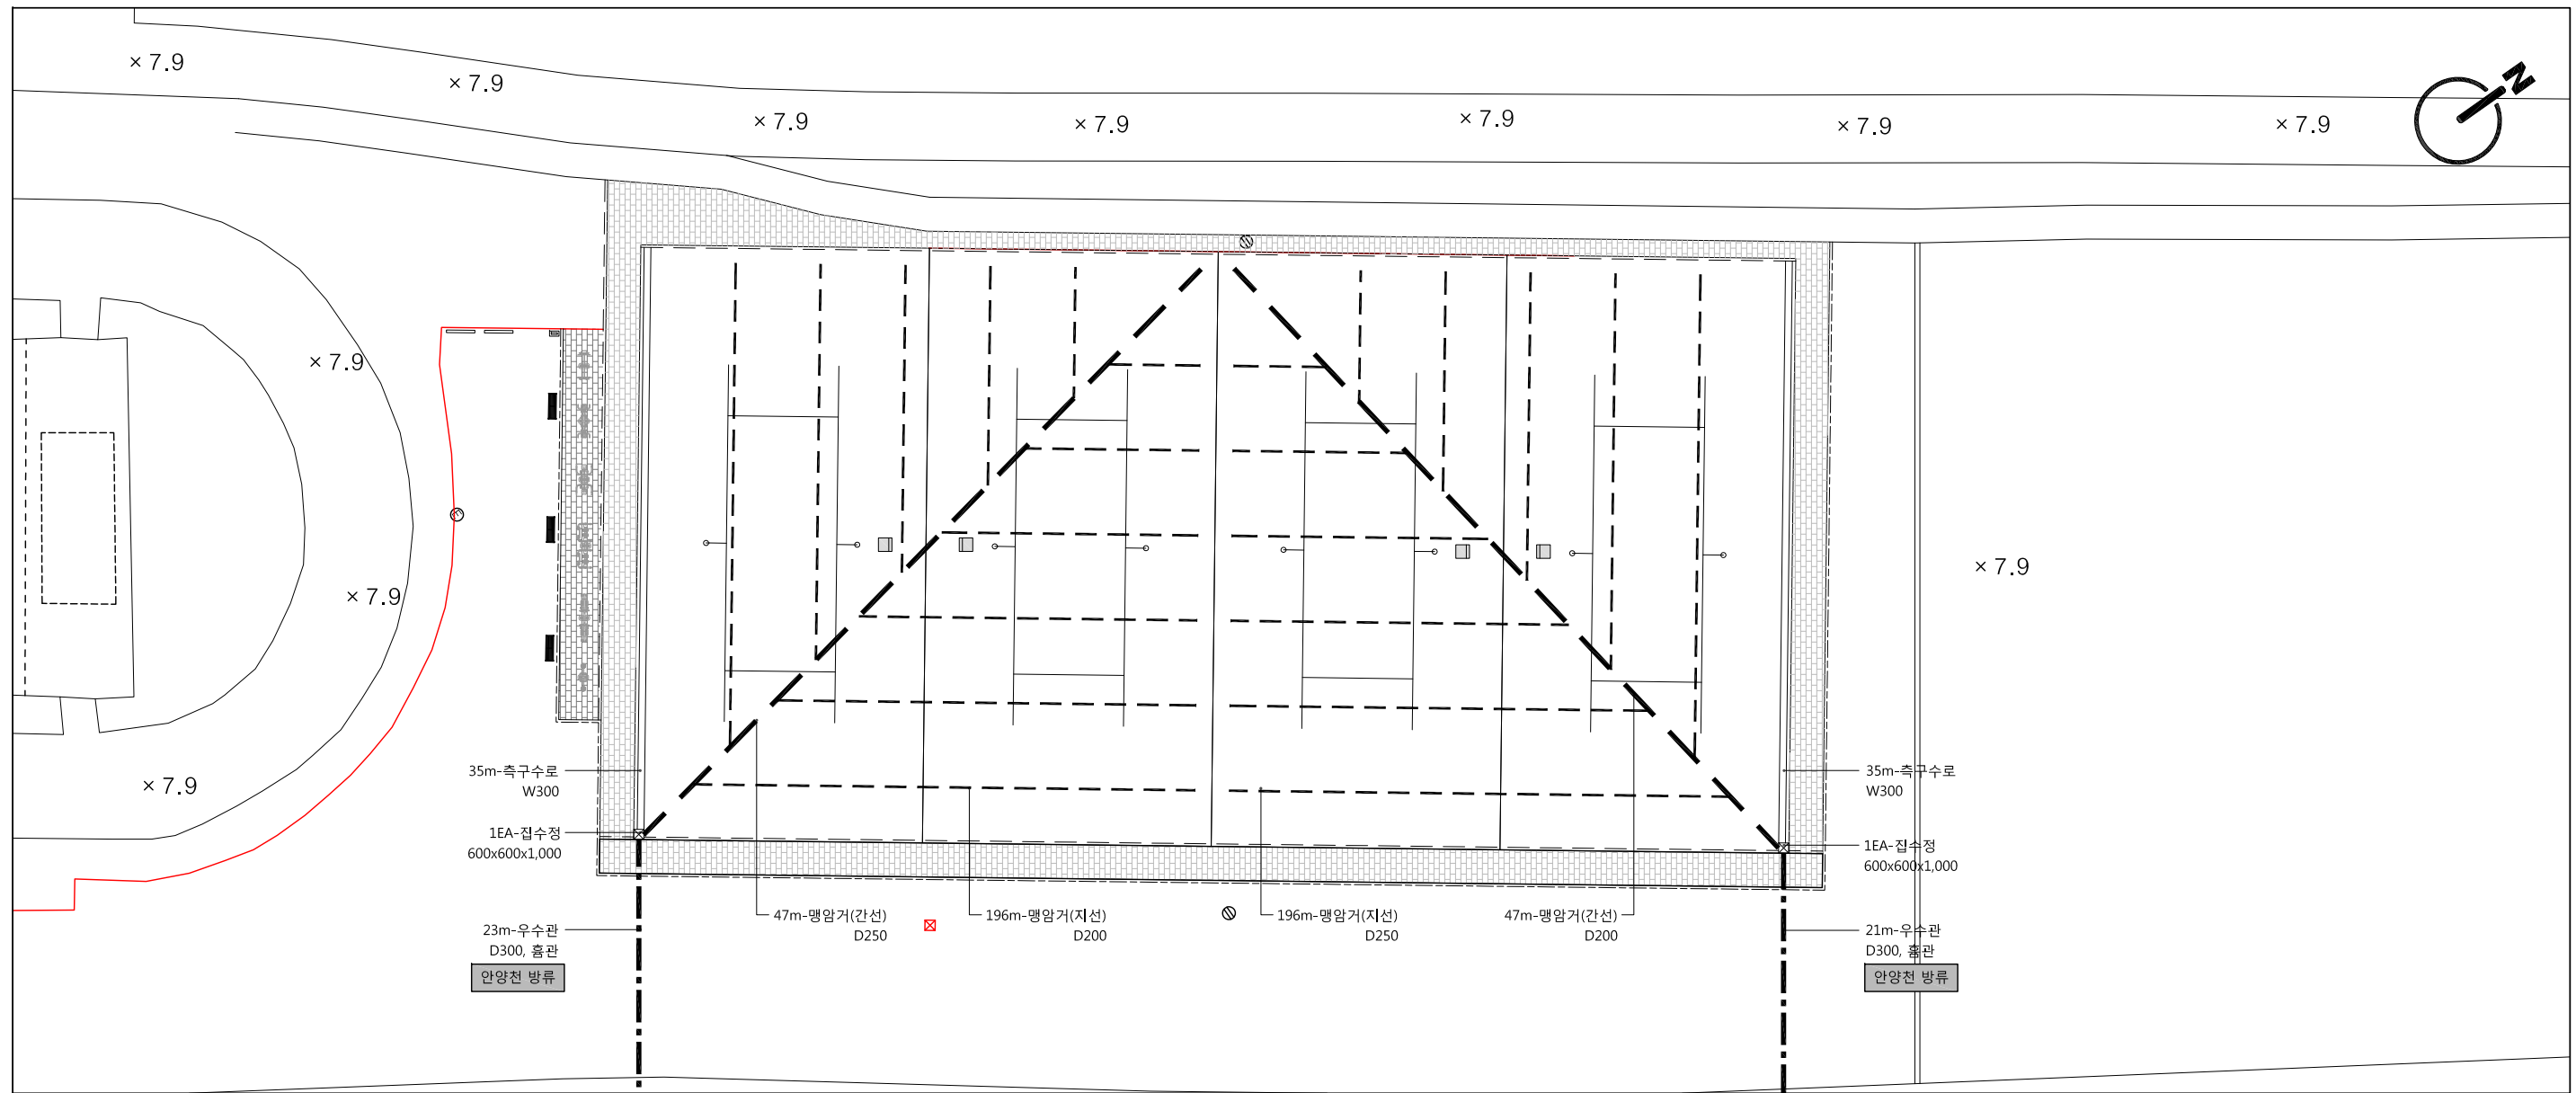 × 7.9
× 7.9
× 7.9
× 7.9
× 7.9
× 7.9
× 7.9
N
× 7.9
× 7.9
× 7.9
× 7.9
35m-측구수로
W300
1EA-집수정
600x600x1,000
23m-우수관
D300, 흄관
안양천 방류
47m-맹암거(간선)
D250
196m-맹암거(지선)
D200
196m-맹암거(지선)
D250
47m-맹암거(간선)
D200
35m-측구수로
W300
1EA-집수정
600x600x1,000
21m-우수관
D300, 흄관
안양천 방류